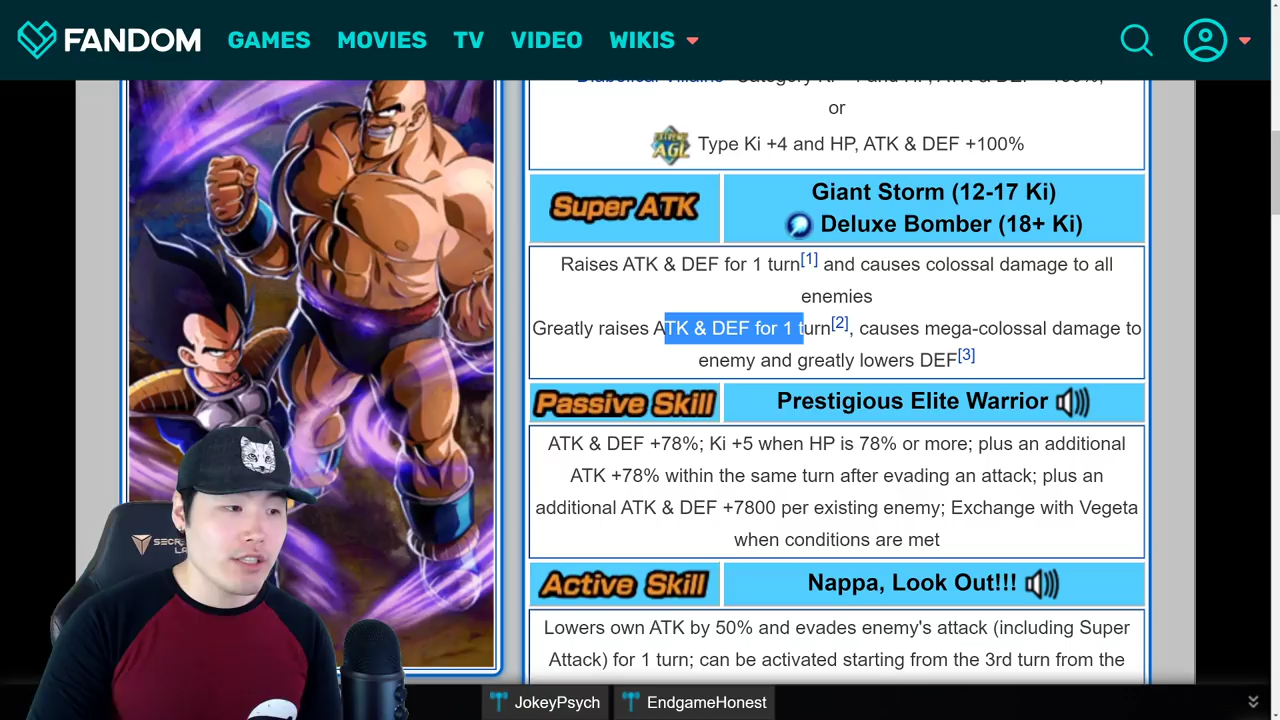 FANDOM GAMES MOVIES TV VIDEO WIKIS
or
EXTREME AGL Type Ki +4 and HP, ATK & DEF +100%
Super ATK
Giant Storm (12-17 Ki)
Deluxe Bomber (18+ Ki)
Raises ATK & DEF for 1 turn[1] and causes colossal damage to all
enemies
Greatly raises ATK & DEF for 1 turn[2], causes mega-colossal damage to
enemy and greatly lowers DEF[3]
Passive Skill Prestigious Elite Warrior
ATK & DEF +78%; Ki +5 when HP is 78% or more; plus an additional
ATK +78% within the same turn after evading an attack; plus an
additional ATK & DEF +7800 per existing enemy; Exchange with Vegeta
when conditions are met
Active Skill Nappa, Look Out!!!
Lowers own ATK by 50% and evades enemy's attack (including Super
Attack) for 1 turn; can be activated starting from the 3rd turn from the
JokeyPsych EndgameHonest